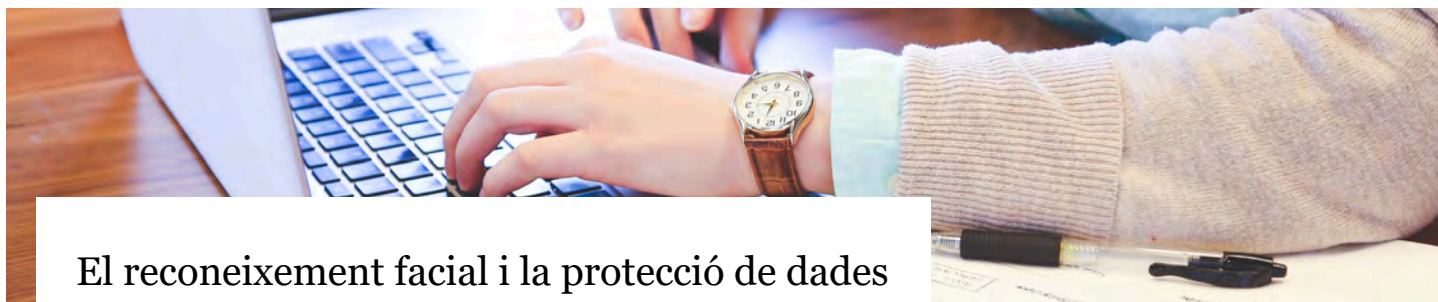 El reconeixement facial i la protecció de dades